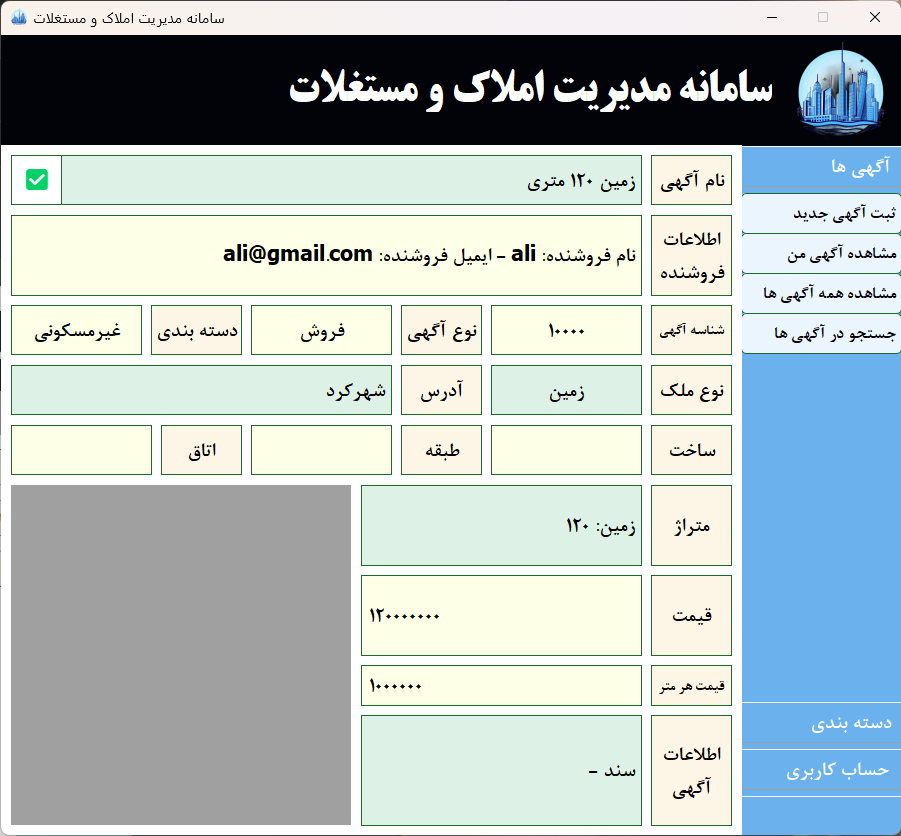 سامانه مدیریت املاک و مستغلات
سامانه مدیریت املاک و مستغلات
آگهی ها
ثبت آگهی جدید
مشاهده آگهی من
مشاهده همه آگهی ها
جستجو در آگهی ها
دسته بندی
حساب کاربری
نام آگهی
زمین ۱۲۰ متری
اطلاعات
فروشنده
نام فروشنده: ali - ایمیل فروشنده: ali@gmail.com
شناسه آگهی
۱۰۰۰۰
نوع آگهی
فروش
دسته بندی
غیرمسکونی
نوع ملک
زمین
آدرس
شهرکرد
ساخت
طبقه
اتاق
متراژ
زمین: ۱۲۰
قیمت
۱۲۰۰۰۰۰۰۰
قیمت هر متر
۱۰۰۰۰۰۰
اطلاعات
آگهی
سند -